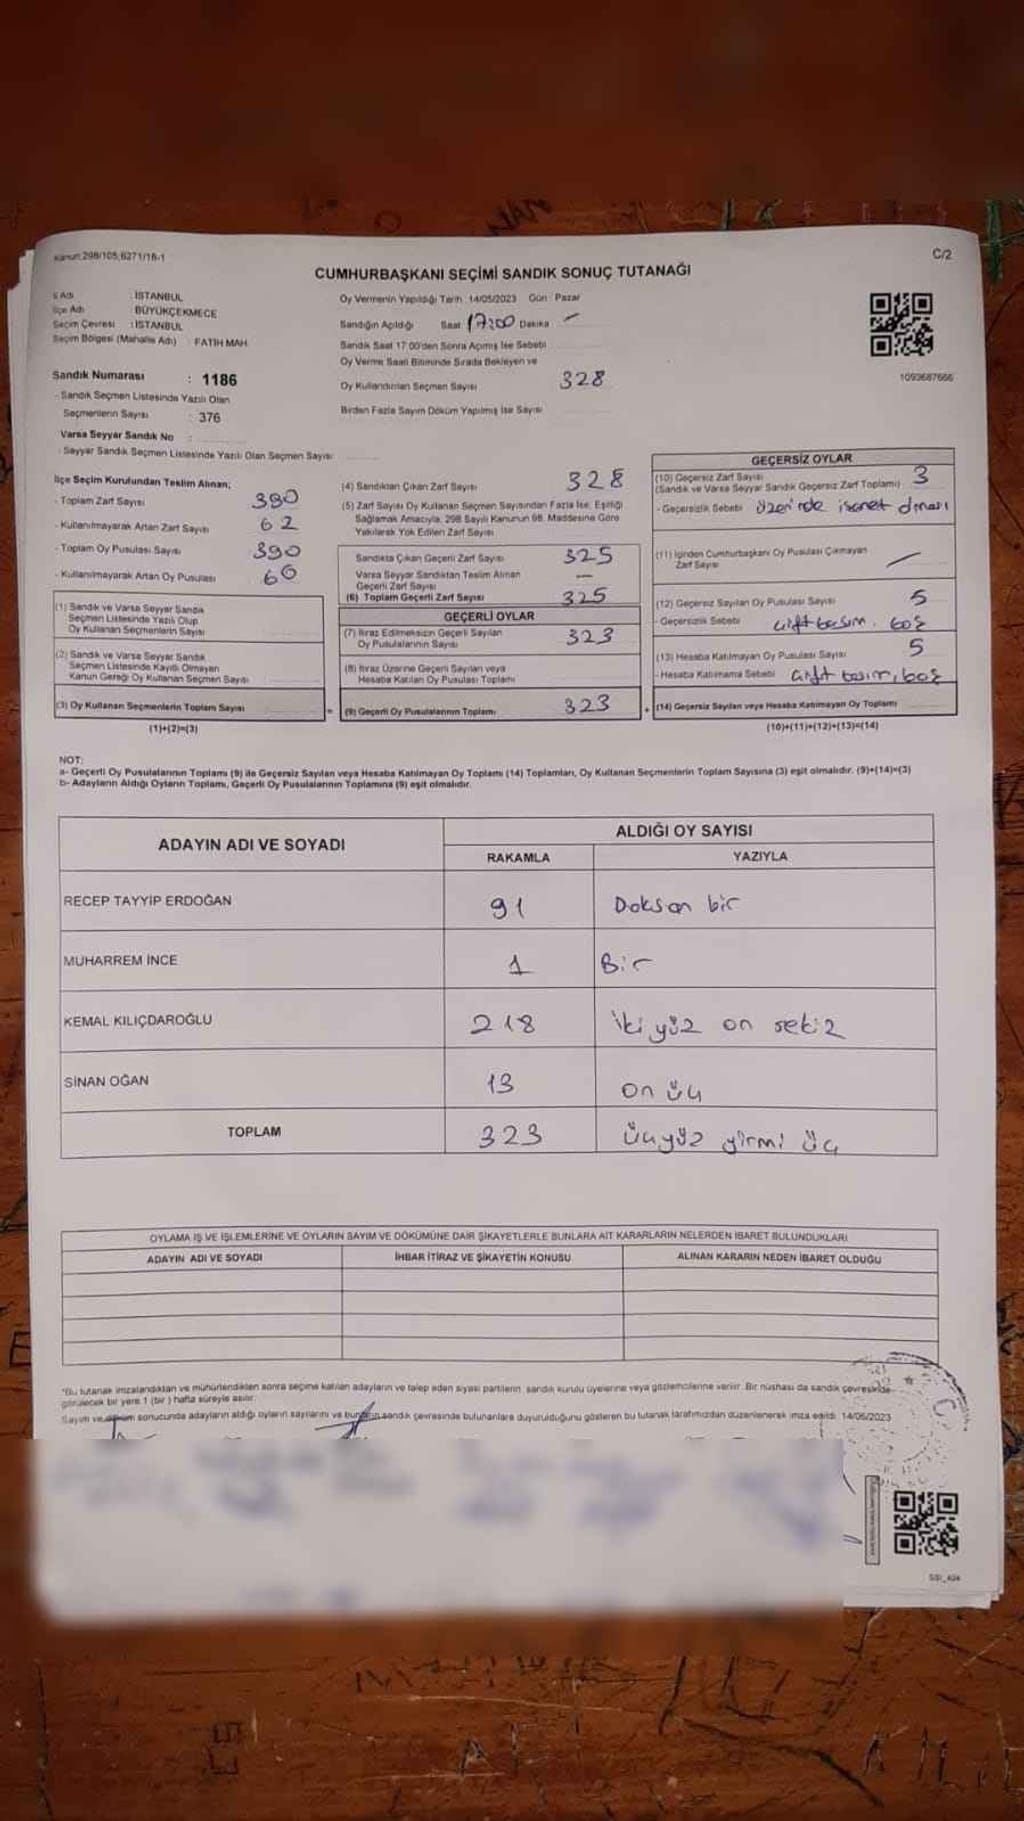 Kanun:298/105,6271/18-1
C/2
CUMHURBAŞKANI SEÇİMİ SANDIK SONUÇ TUTANAĞI
İl Adı : İSTANBUL
İlçe Adı : BÜYÜKÇEKMECE
Seçim Çevresi : İSTANBUL
Seçim Bölgesi (Mahalle Adı) FATİH MAH.
Sandık Numarası : 1186
- Sandık Seçmen Listesinde Yazılı Olan
Seçmenlerin Sayısı : 376
Varsa Seyyar Sandık No :
- Seyyar Sandık Seçmen Listesinde Yazılı Olan Seçmen Sayısı
Oy Vermenin Yapıldığı Tarih : 14/05/2023 Gün : Pazar
Sandığın Açıldığı Saat 17:00 Dakika -
Sandık Saat 17:00'den Sonra Açılmış İse Sebebi
Oy Verme Saati Bitiminde Sırada Bekleyen ve
Oy Kullandırılan Seçmen Sayısı 328
Birden Fazla Sayım Döküm Yapılmış İse Sayısı
1093687666
İlçe Seçim Kurulundan Teslim Alınan;
- Toplam Zarf Sayısı 390
- Kullanılmayarak Artan Zarf Sayısı 62
- Toplam Oy Pusulası Sayısı 390
- Kullanılmayarak Artan Oy Pusulası 60
(1) Sandık ve Varsa Seyyar Sandık
Seçmen Listesinde Yazılı Olup
Oy Kullanan Seçmenlerin Sayısı
(2) Sandık ve Varsa Seyyar Sandık
Seçmen Listesinde Kayıtlı Olmayan
Kanun Gereği Oy Kullanan Seçmen Sayısı
(3) Oy Kullanan Seçmenlerin Toplam Sayısı
(1)+(2)=(3)
(4) Sandıktan Çıkan Zarf Sayısı 328
(5) Zarf Sayısı Oy Kullanan Seçmen Sayısından Fazla İse, Eşitliği
Sağlamak Amacıyla, 298 Sayılı Kanunun 98. Maddesine Göre
Yakılarak Yok Edilen Zarf Sayısı
Sandıkta Çıkan Geçerli Zarf Sayısı 325
Varsa Seyyar Sandıktan Teslim Alınan
Geçerli Zarf Sayısı —
(6) Toplam Geçerli Zarf Sayısı 325
GEÇERLİ OYLAR
(7) İtiraz Edilmeksizin Geçerli Sayılan
Oy Pusulalarının Sayısı 323
(8) İtiraz Üzerine Geçerli Sayılan veya
Hesaba Katılan Oy Pusulası Toplamı
= (9) Geçerli Oy Pusulalarının Toplamı 323
GEÇERSİZ OYLAR
(10) Geçersiz Zarf Sayısı 3
(Sandık ve Varsa Seyyar Sandık Geçersiz Zarf Toplamı)
- Geçersizlik Sebebi üzerinde işaret olması
(11) İçinden Cumhurbaşkanı Oy Pusulası Çıkmayan
Zarf Sayısı —
(12) Geçersiz Sayılan Oy Pusulası Sayısı 5
- Geçersizlik Sebebi çift basım, boş
(13) Hesaba Katılmayan Oy Pusulası Sayısı 5
- Hesaba Katılmama Sebebi çift basım, boş
+ (14) Geçersiz Sayılan veya Hesaba Katılmayan Oy Toplamı
(10)+(11)+(12)+(13)=(14)
NOT:
a- Geçerli Oy Pusulalarının Toplamı (9) ile Geçersiz Sayılan veya Hesaba Katılmayan Oy Toplamı (14) Toplamları, Oy Kullanan Seçmenlerin Toplam Sayısına (3) eşit olmalıdır. (9)+(14)=(3)
b- Adayların Aldığı Oyların Toplamı, Geçerli Oy Pusulalarının Toplamına (9) eşit olmalıdır.
ADAYIN ADI VE SOYADI
ALDIĞI OY SAYISI
RAKAMLA YAZIYLA
RECEP TAYYİP ERDOĞAN 91 Doksan bir
MUHARREM İNCE 1 Bir
KEMAL KILIÇDAROĞLU 218 iki yüz on sekiz
SİNAN OĞAN 13 on üç
TOPLAM 323 üçyüz yirmi üç
OYLAMA İŞ VE İŞLEMLERİNE VE OYLARIN SAYIM VE DÖKÜMÜNE DAİR ŞİKAYETLERLE BUNLARA AİT KARARLARIN NELERDEN İBARET BULUNDUKLARI
ADAYIN ADI VE SOYADI İHBAR İTİRAZ VE ŞİKAYETİN KONUSU ALINAN KARARIN NEDEN İBARET OLDUĞU
*Bu tutanak imzalandıktan ve mühürlendikten sonra seçime katılan adayların ve talep eden siyasi partilerin sandık kurulu üyelerine veya gözlemcilerine verilir. Bir nüshası da sandık çevresinde
görülecek bir yere 1 (bir) hafta süreyle asılır.
Sayım ve döküm sonucunda adayların aldığı oyların sayılarını ve bunların sandık çevresinde bulunanlara duyurulduğunu gösteren bu tutanak tarafımızdan düzenlenerek imza edildi. 14/05/2023